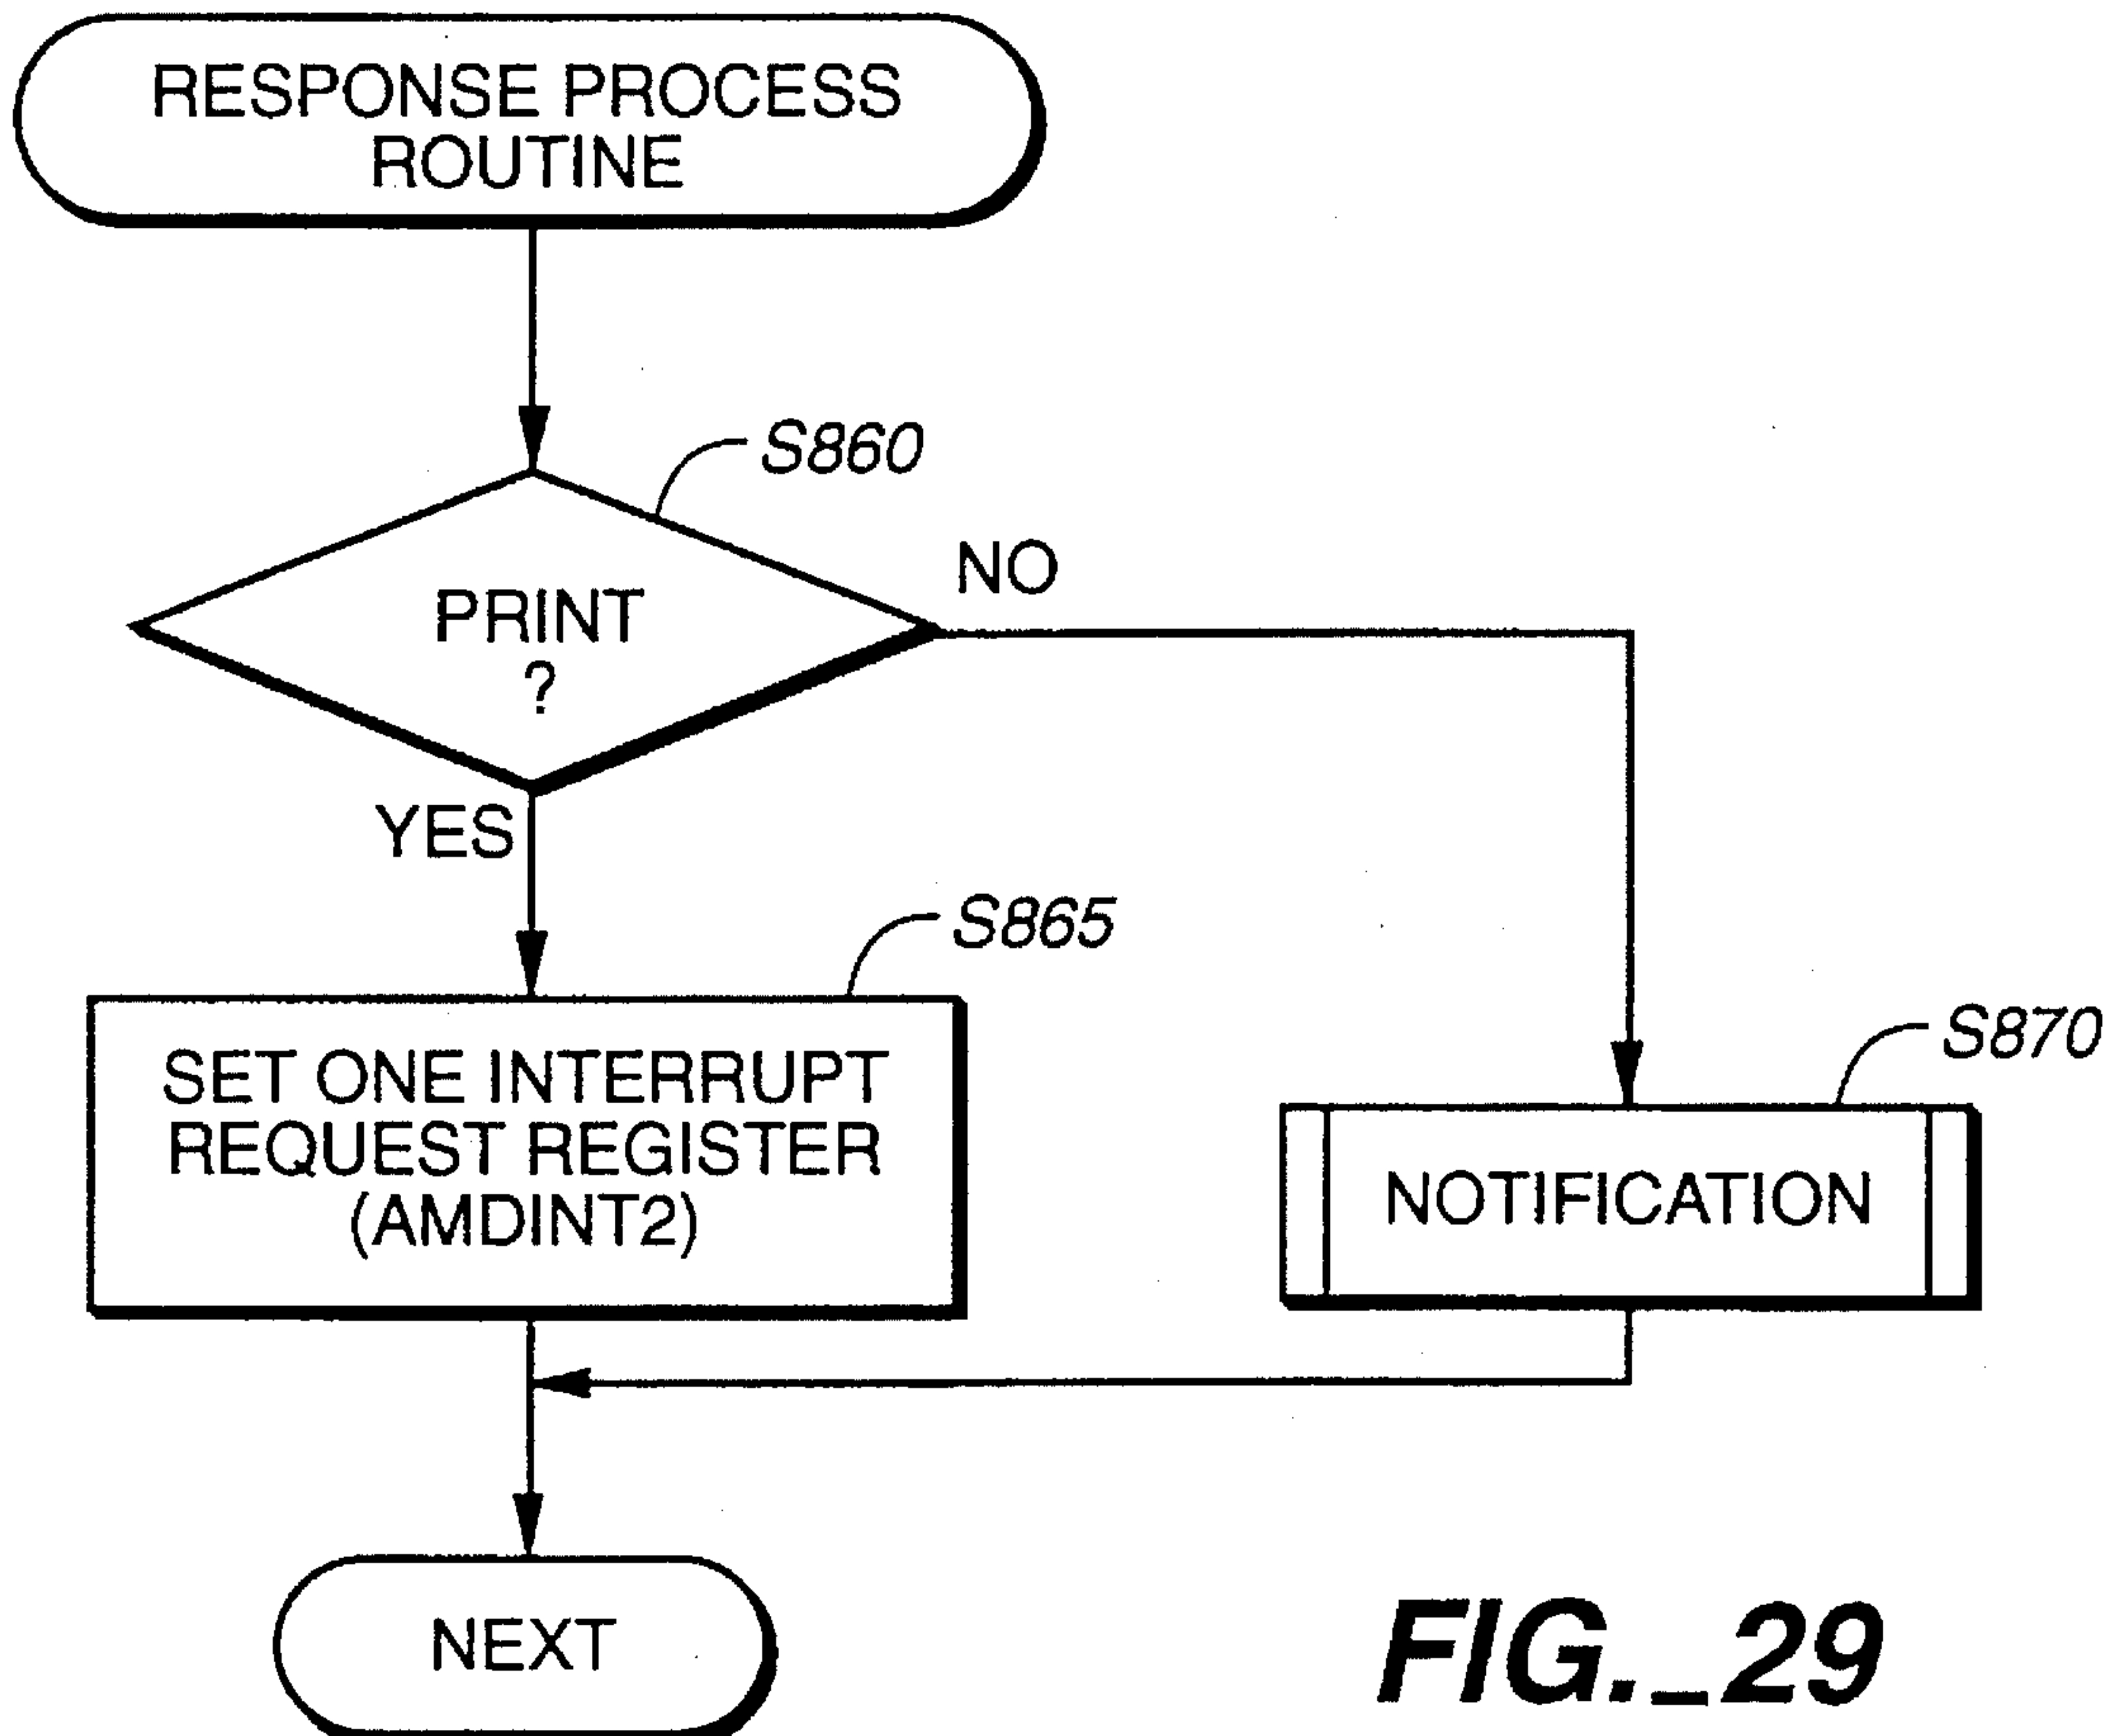 RESPONSE PROCESS
ROUTINE
S860
PRINT
?
NO
YES
S865
SET ONE INTERRUPT
REQUEST REGISTER
(AMDINT2)
S870
NOTIFICATION
NEXT
FIG._29